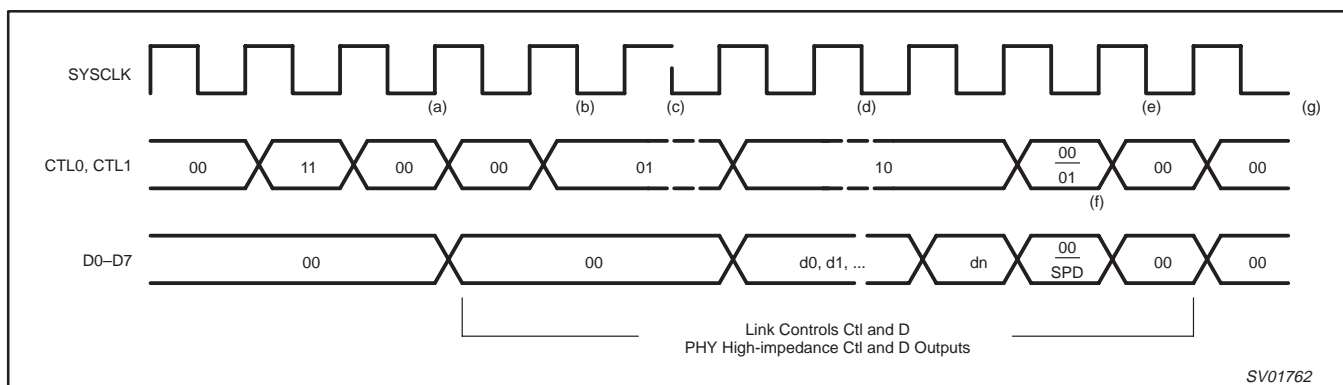 SYSCLK
(a) (b) (c) (d) (e) (g)
CTL0, CTL1 00 11 00 00 01 10 00 00 00
01
(f)
D0–D7 00 00 d0, d1, ... dn 00 00 00
SPD
Link Controls Ctl and D
PHY High-impedance Ctl and D Outputs
SV01762